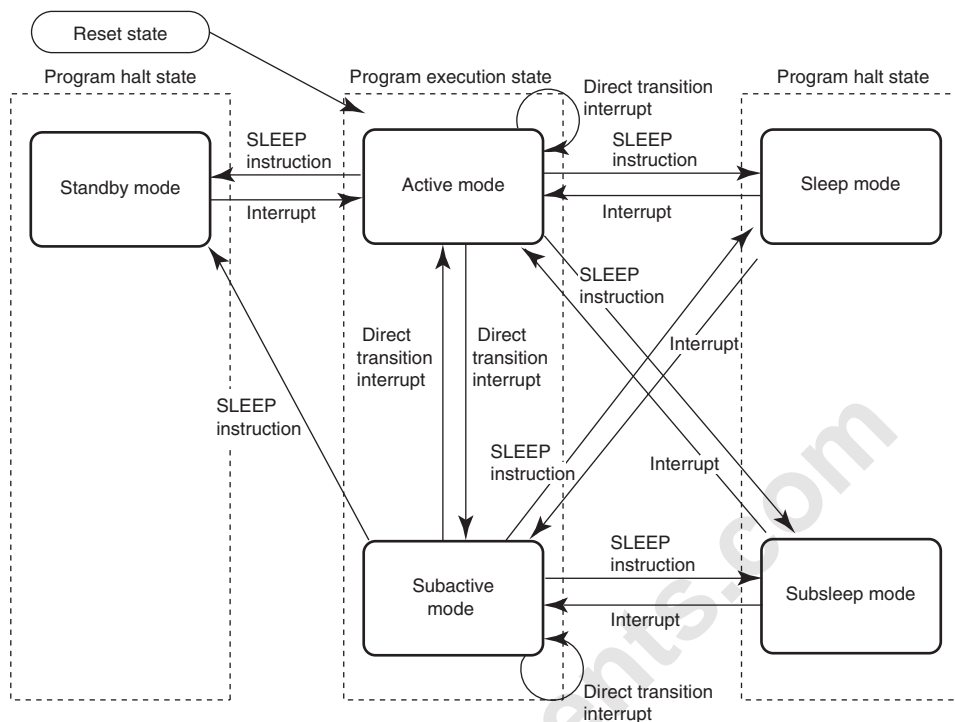 Reset state
Program halt state
Program execution state
Program halt state
Direct transition
interrupt
SLEEP
instruction
SLEEP
instruction
Standby mode
Active mode
Sleep mode
Interrupt
Interrupt
SLEEP
instruction
Direct
transition
interrupt
Direct
transition
interrupt
Interrupt
SLEEP
instruction
SLEEP
instruction
Interrupt
SLEEP
instruction
Subactive
mode
Subsleep mode
Interrupt
Direct transition
interrupt
ents.com